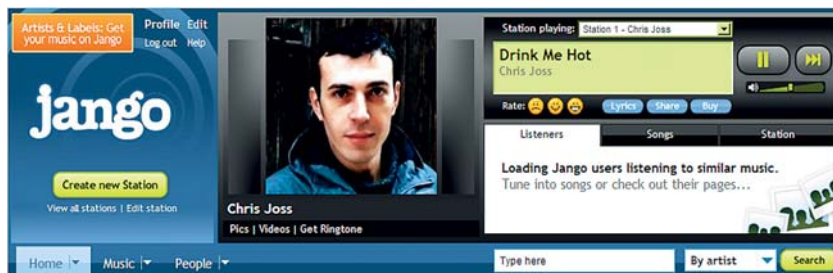 Artists & Labels: Get
your music on Jango
Profile Edit
Log out Help
jango
Create new Station
View all stations | Edit station
Chris Joss
Pics | Videos | Get Ringtone
Station playing: Station 1 - Chris Joss
Drink Me Hot
Chris Joss
Rate: Lyrics Share Buy
Listeners Songs Station
Loading Jango users listening to similar music.
Tune into songs or check out their pages...
Home Music People Type here By artist Search